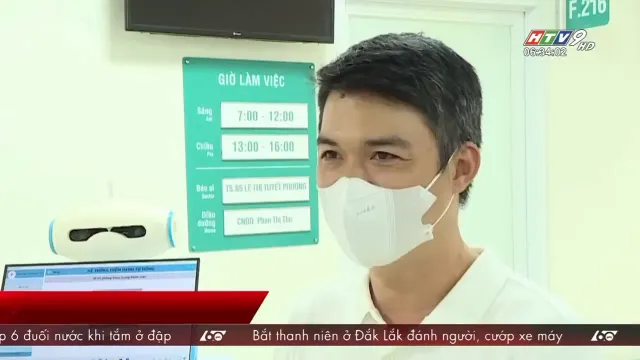 F.216
HTV9 HD
06:34:02
GIỜ LÀM VIỆC
Sáng
7:00 - 12:00
Chiều
13:00 - 16:00
Bác sĩ
TS.BS LÊ THỊ TUYẾT PHƯỢNG
Điều dưỡng
CNĐD. Phan Thị Thu
p 6 đuối nước khi tắm ở đập
60
Bắt thanh niên ở Đắk Lắk đánh người, cướp xe máy
60